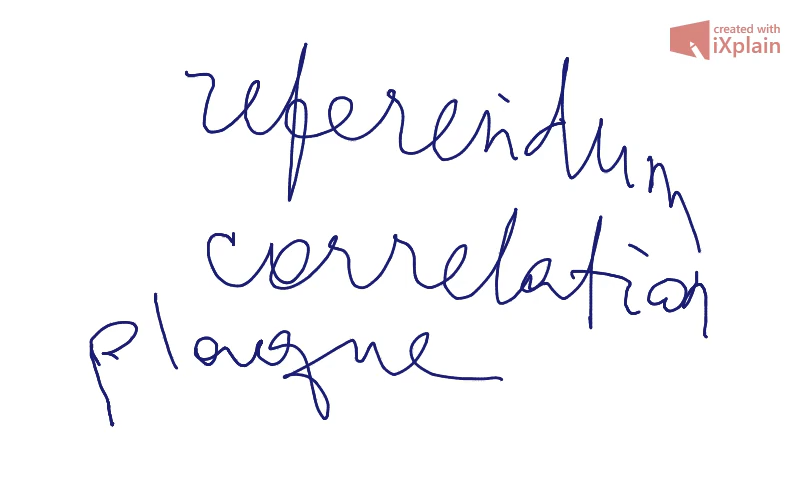 created with
iXplain
referendum
correlation
plaque